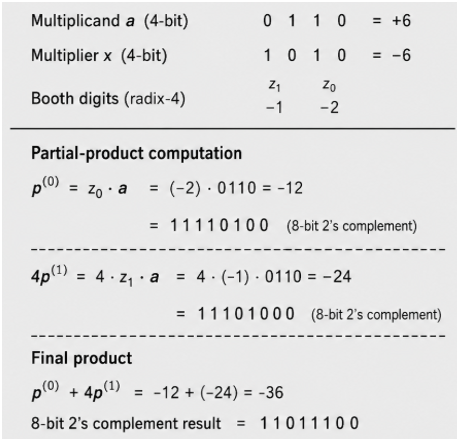 Multiplicand a (4-bit) 0 1 1 0 = +6
Multiplier x (4-bit) 1 0 1 0 = −6
z₁ z₀
Booth digits (radix-4) −1 −2
Partial-product computation
p⁽⁰⁾ = z₀ · a = (−2) · 0110 = −12
= 1 1 1 1 0 1 0 0 (8-bit 2's complement)
4p⁽¹⁾ = 4 · z₁ · a = 4 · (−1) · 0110 = −24
= 1 1 1 0 1 0 0 0 (8-bit 2's complement)
Final product
p⁽⁰⁾ + 4p⁽¹⁾ = −12 + (−24) = -36
8-bit 2's complement result = 1 1 0 1 1 1 0 0